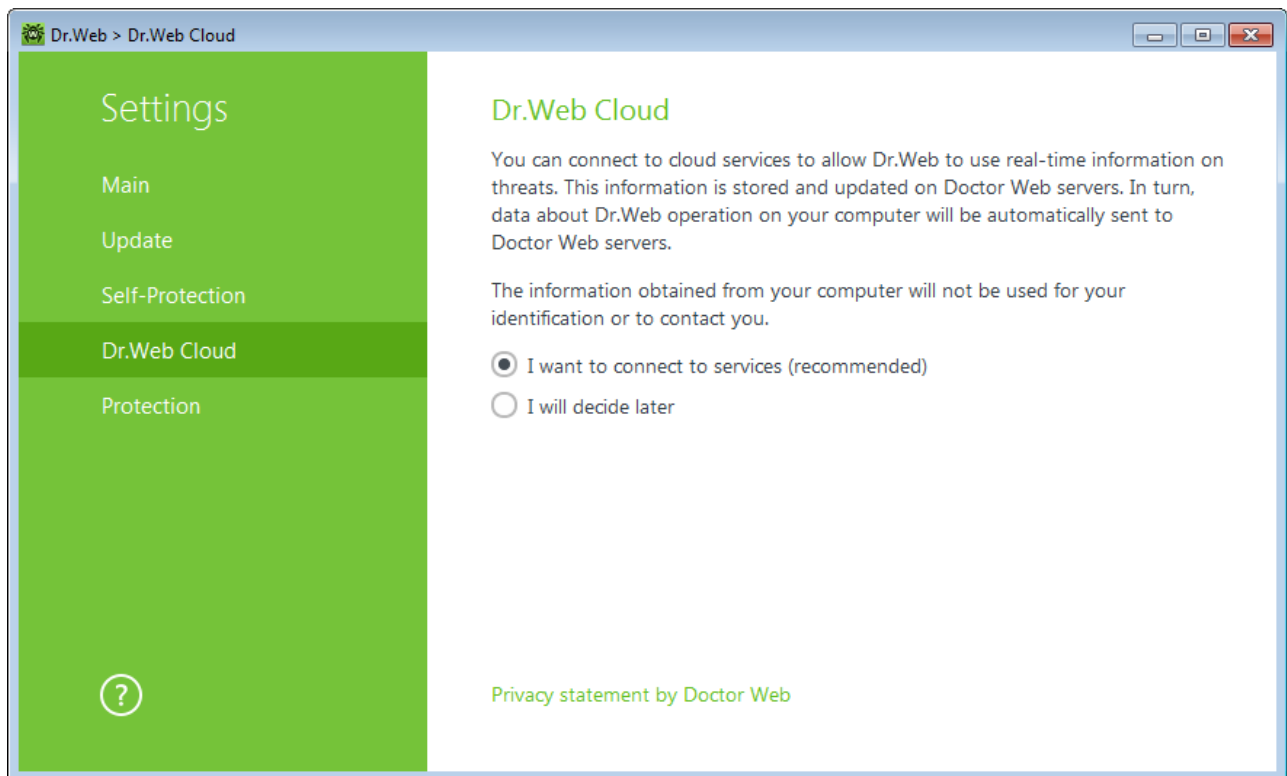 Dr.Web > Dr.Web Cloud
Settings
Main
Update
Self-Protection
Dr.Web Cloud
Protection
?
Dr.Web Cloud
You can connect to cloud services to allow Dr.Web to use real-time information on
threats. This information is stored and updated on Doctor Web servers. In turn,
data about Dr.Web operation on your computer will be automatically sent to
Doctor Web servers.
The information obtained from your computer will not be used for your
identification or to contact you.
I want to connect to services (recommended)
I will decide later
Privacy statement by Doctor Web